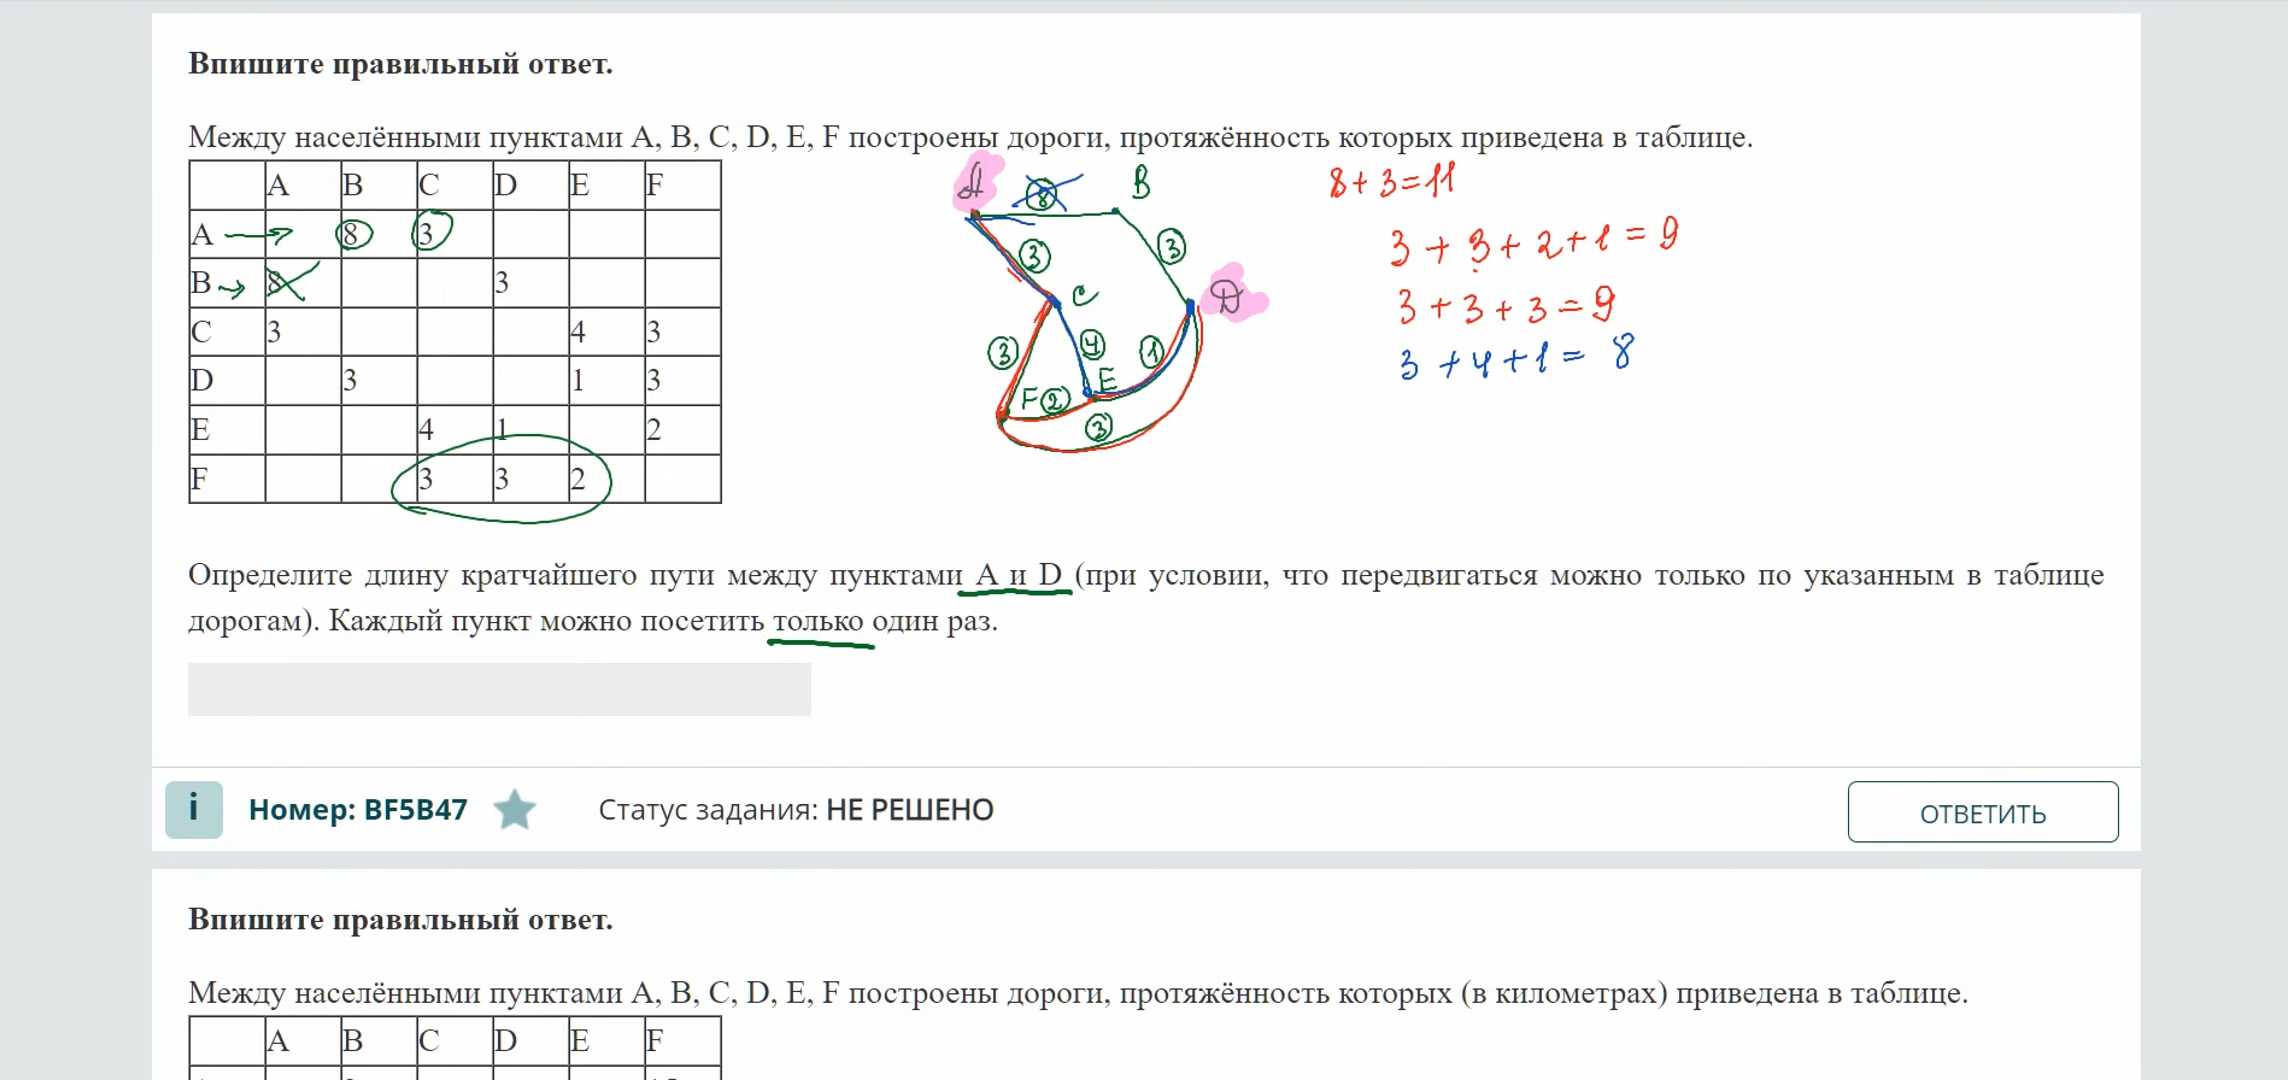 Впишите правильный ответ.
Между населёнными пунктами A, B, C, D, E, F построены дороги, протяжённость которых приведена в таблице.
A B C D E F
A 8 3
B 8 3
C 3 4 3
D 3 1 3
E 4 1 2
F 3 3 2
A 8 B
3 3
C D
3 4 1
F 2 E
3
8 + 3 = 11
3 + 3 + 2 + 1 = 9
3 + 3 + 3 = 9
3 + 4 + 1 = 8
Определите длину кратчайшего пути между пунктами A и D (при условии, что передвигаться можно только по указанным в таблице
дорогам). Каждый пункт можно посетить только один раз.
i Номер: BF5B47 Статус задания: НЕ РЕШЕНО ОТВЕТИТЬ
Впишите правильный ответ.
Между населёнными пунктами A, B, C, D, E, F построены дороги, протяжённость которых (в километрах) приведена в таблице.
A B C D E F